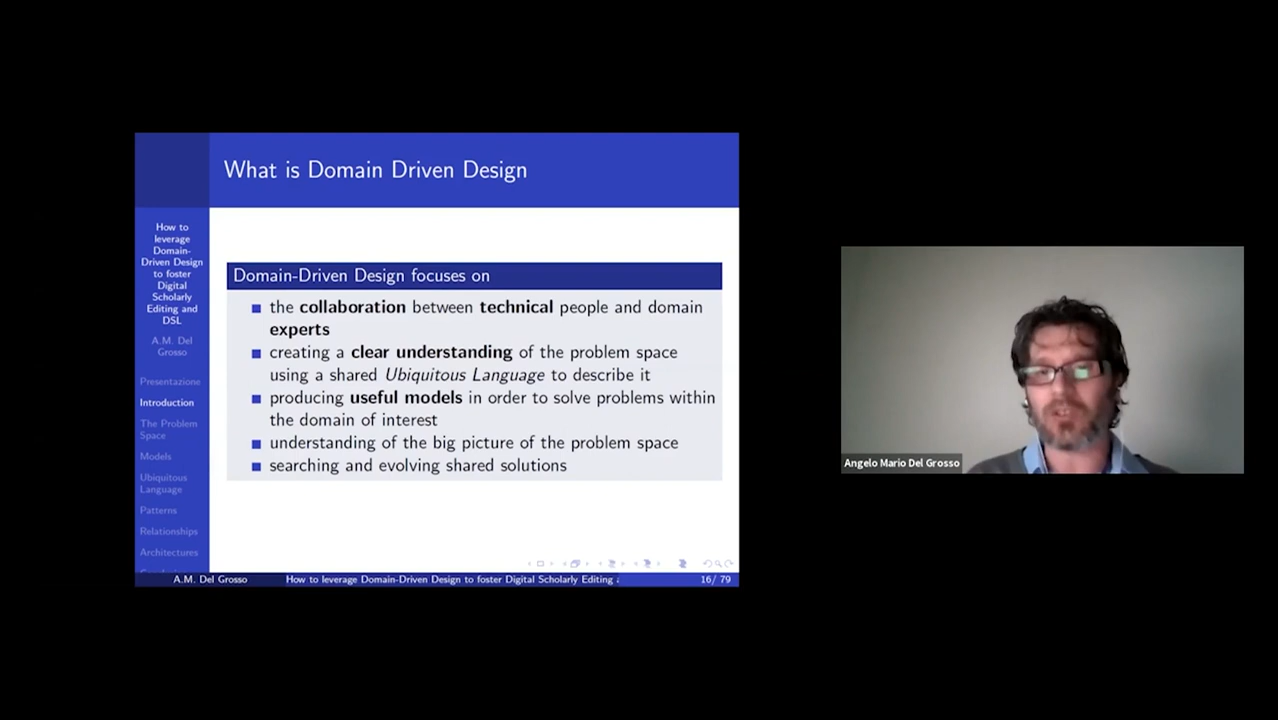 What is Domain Driven Design
How to
leverage
Domain-
Driven Design
to foster
Digital
Scholarly
Editing and
DSL
A.M. Del
Grosso
Presentazione
Introduction
The Problem
Space
Models
Ubiquitous
Language
Patterns
Relationships
Architectures
Domain-Driven Design focuses on
the collaboration between technical people and domain
experts
creating a clear understanding of the problem space
using a shared Ubiquitous Language to describe it
producing useful models in order to solve problems within
the domain of interest
understanding of the big picture of the problem space
searching and evolving shared solutions
A.M. Del Grosso
How to leverage Domain-Driven Design to foster Digital Scholarly Editing
16/ 79
Angelo Mario Del Grosso